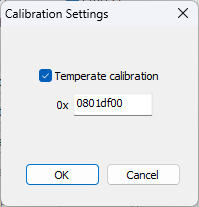 Calibration Settings
Temperate calibration
0x 0801df00
OK Cancel